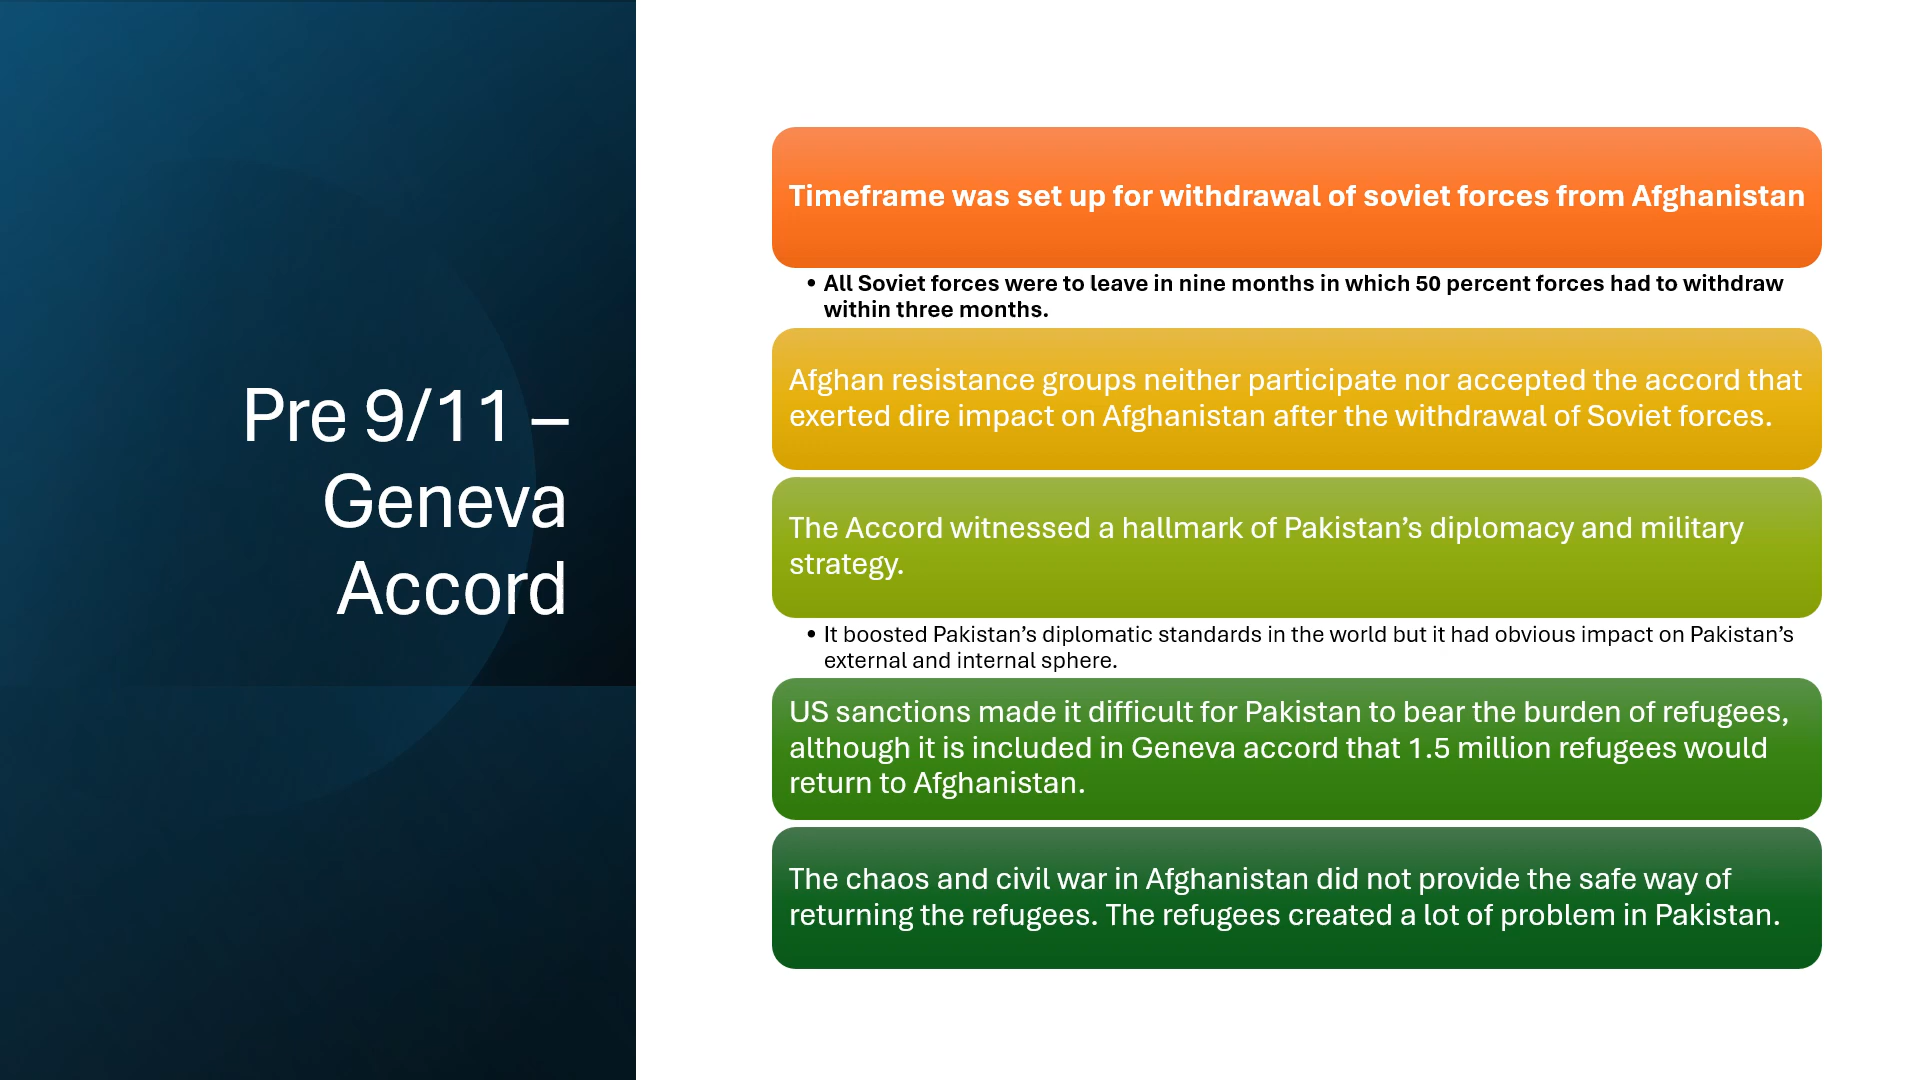 Pre 9/11 –
Geneva
Accord
Timeframe was set up for withdrawal of soviet forces from Afghanistan
• All Soviet forces were to leave in nine months in which 50 percent forces had to withdraw
within three months.
Afghan resistance groups neither participate nor accepted the accord that
exerted dire impact on Afghanistan after the withdrawal of Soviet forces.
The Accord witnessed a hallmark of Pakistan’s diplomacy and military
strategy.
• It boosted Pakistan’s diplomatic standards in the world but it had obvious impact on Pakistan’s
external and internal sphere.
US sanctions made it difficult for Pakistan to bear the burden of refugees,
although it is included in Geneva accord that 1.5 million refugees would
return to Afghanistan.
The chaos and civil war in Afghanistan did not provide the safe way of
returning the refugees. The refugees created a lot of problem in Pakistan.